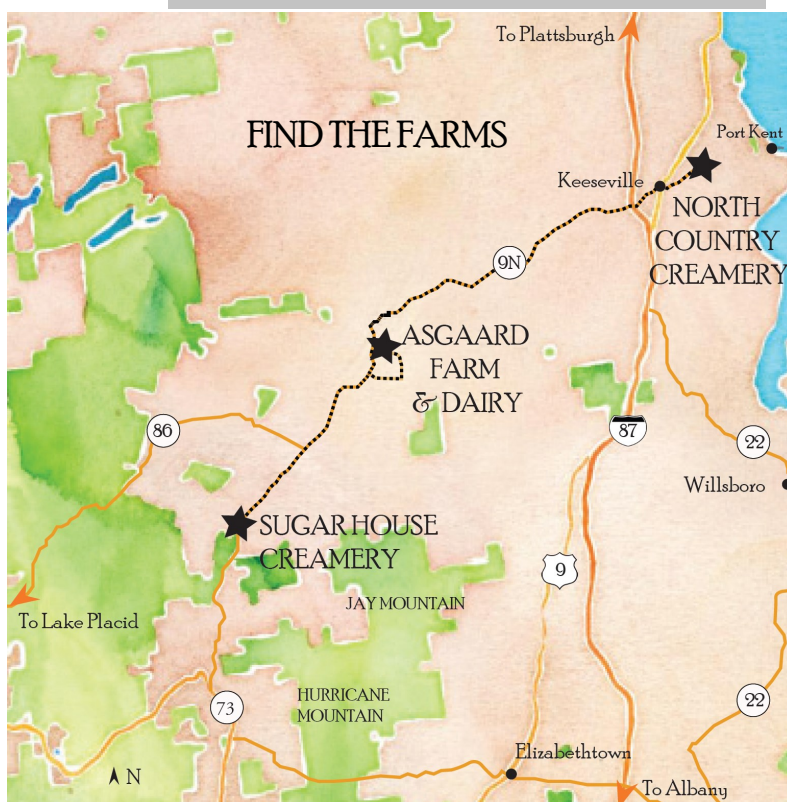 To Plattsburgh
FIND THE FARMS
Port Kent
Keeseville
NORTH
COUNTRY
CREAMERY
9N
ASGAARD
FARM
& DAIRY
86
87
22
Willsboro
SUGAR HOUSE
CREAMERY
9
JAY MOUNTAIN
To Lake Placid
HURRICANE
MOUNTAIN
73
22
Elizabethtown
N
To Albany